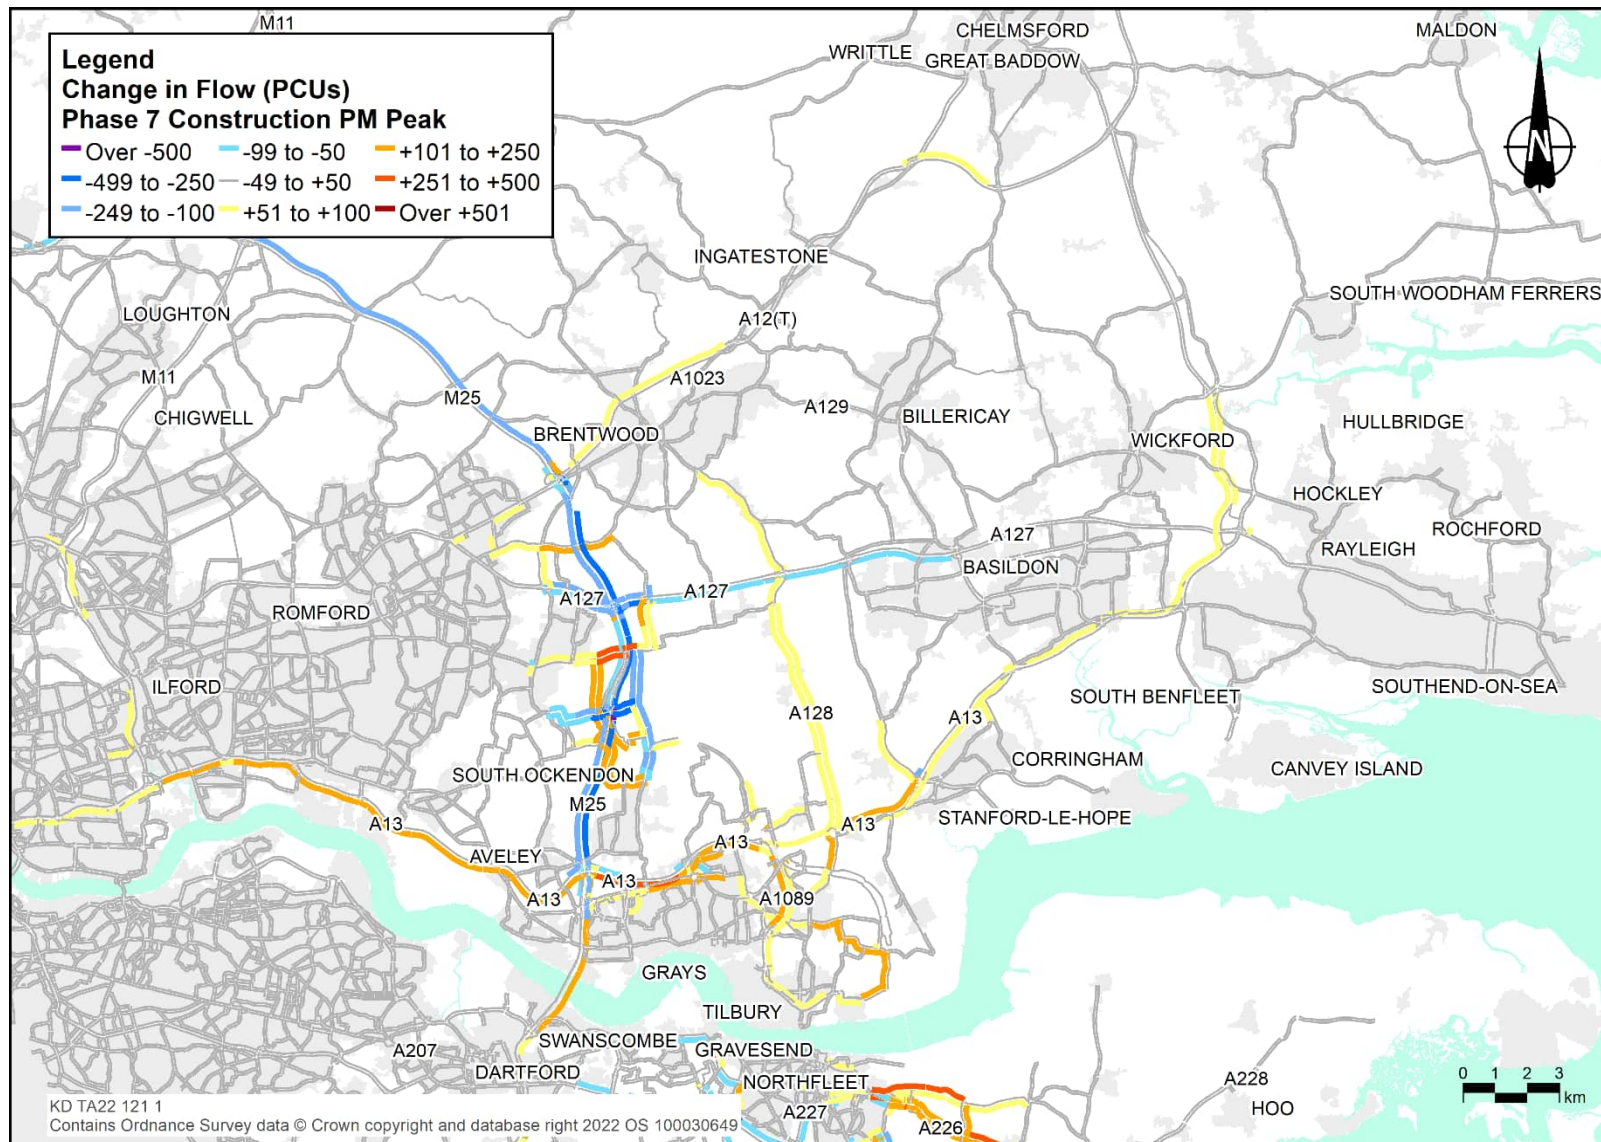 M11
CHELMSFORD
MALDON
WRITTLE
GREAT BADDOW
Legend
Change in Flow (PCUs)
Phase 7 Construction PM Peak
Over -500 -99 to -50 +101 to +250
-499 to -250 -49 to +50 +251 to +500
-249 to -100 +51 to +100 Over +501
N
INGATESTONE
SOUTH WOODHAM FERRERS
LOUGHTON
A12(T)
M11
A1023
M25
CHIGWELL
A129
BILLERICAY
HULLBRIDGE
BRENTWOOD
WICKFORD
HOCKLEY
ROCHFORD
A127
RAYLEIGH
BASILDON
A127
A127
ROMFORD
ILFORD
SOUTH BENFLEET
SOUTHEND-ON-SEA
A128
A13
CORRINGHAM
CANVEY ISLAND
SOUTH OCKENDON
M25
STANFORD-LE-HOPE
A13
A13
A13
AVELEY
A13
A13
A1089
GRAYS
TILBURY
SWANSCOMBE
GRAVESEND
A207
DARTFORD
NORTHFLEET
A228
HOO
A227
A226
0 1 2 3
km
KD TA22 121 1
Contains Ordnance Survey data © Crown copyright and database right 2022 OS 100030649